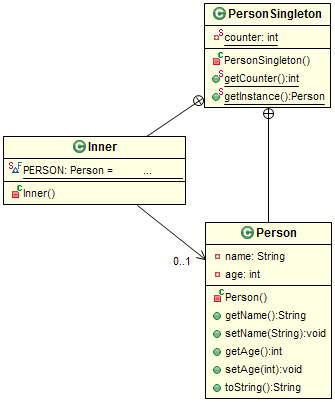 PersonSingleton
counter: int
PersonSingleton()
getCounter():int
getInstance():Person
Inner
PERSON: Person = ...
Inner()
0..1
Person
name: String
age: int
Person()
getName():String
setName(String):void
getAge():int
setAge(int):void
toString():String